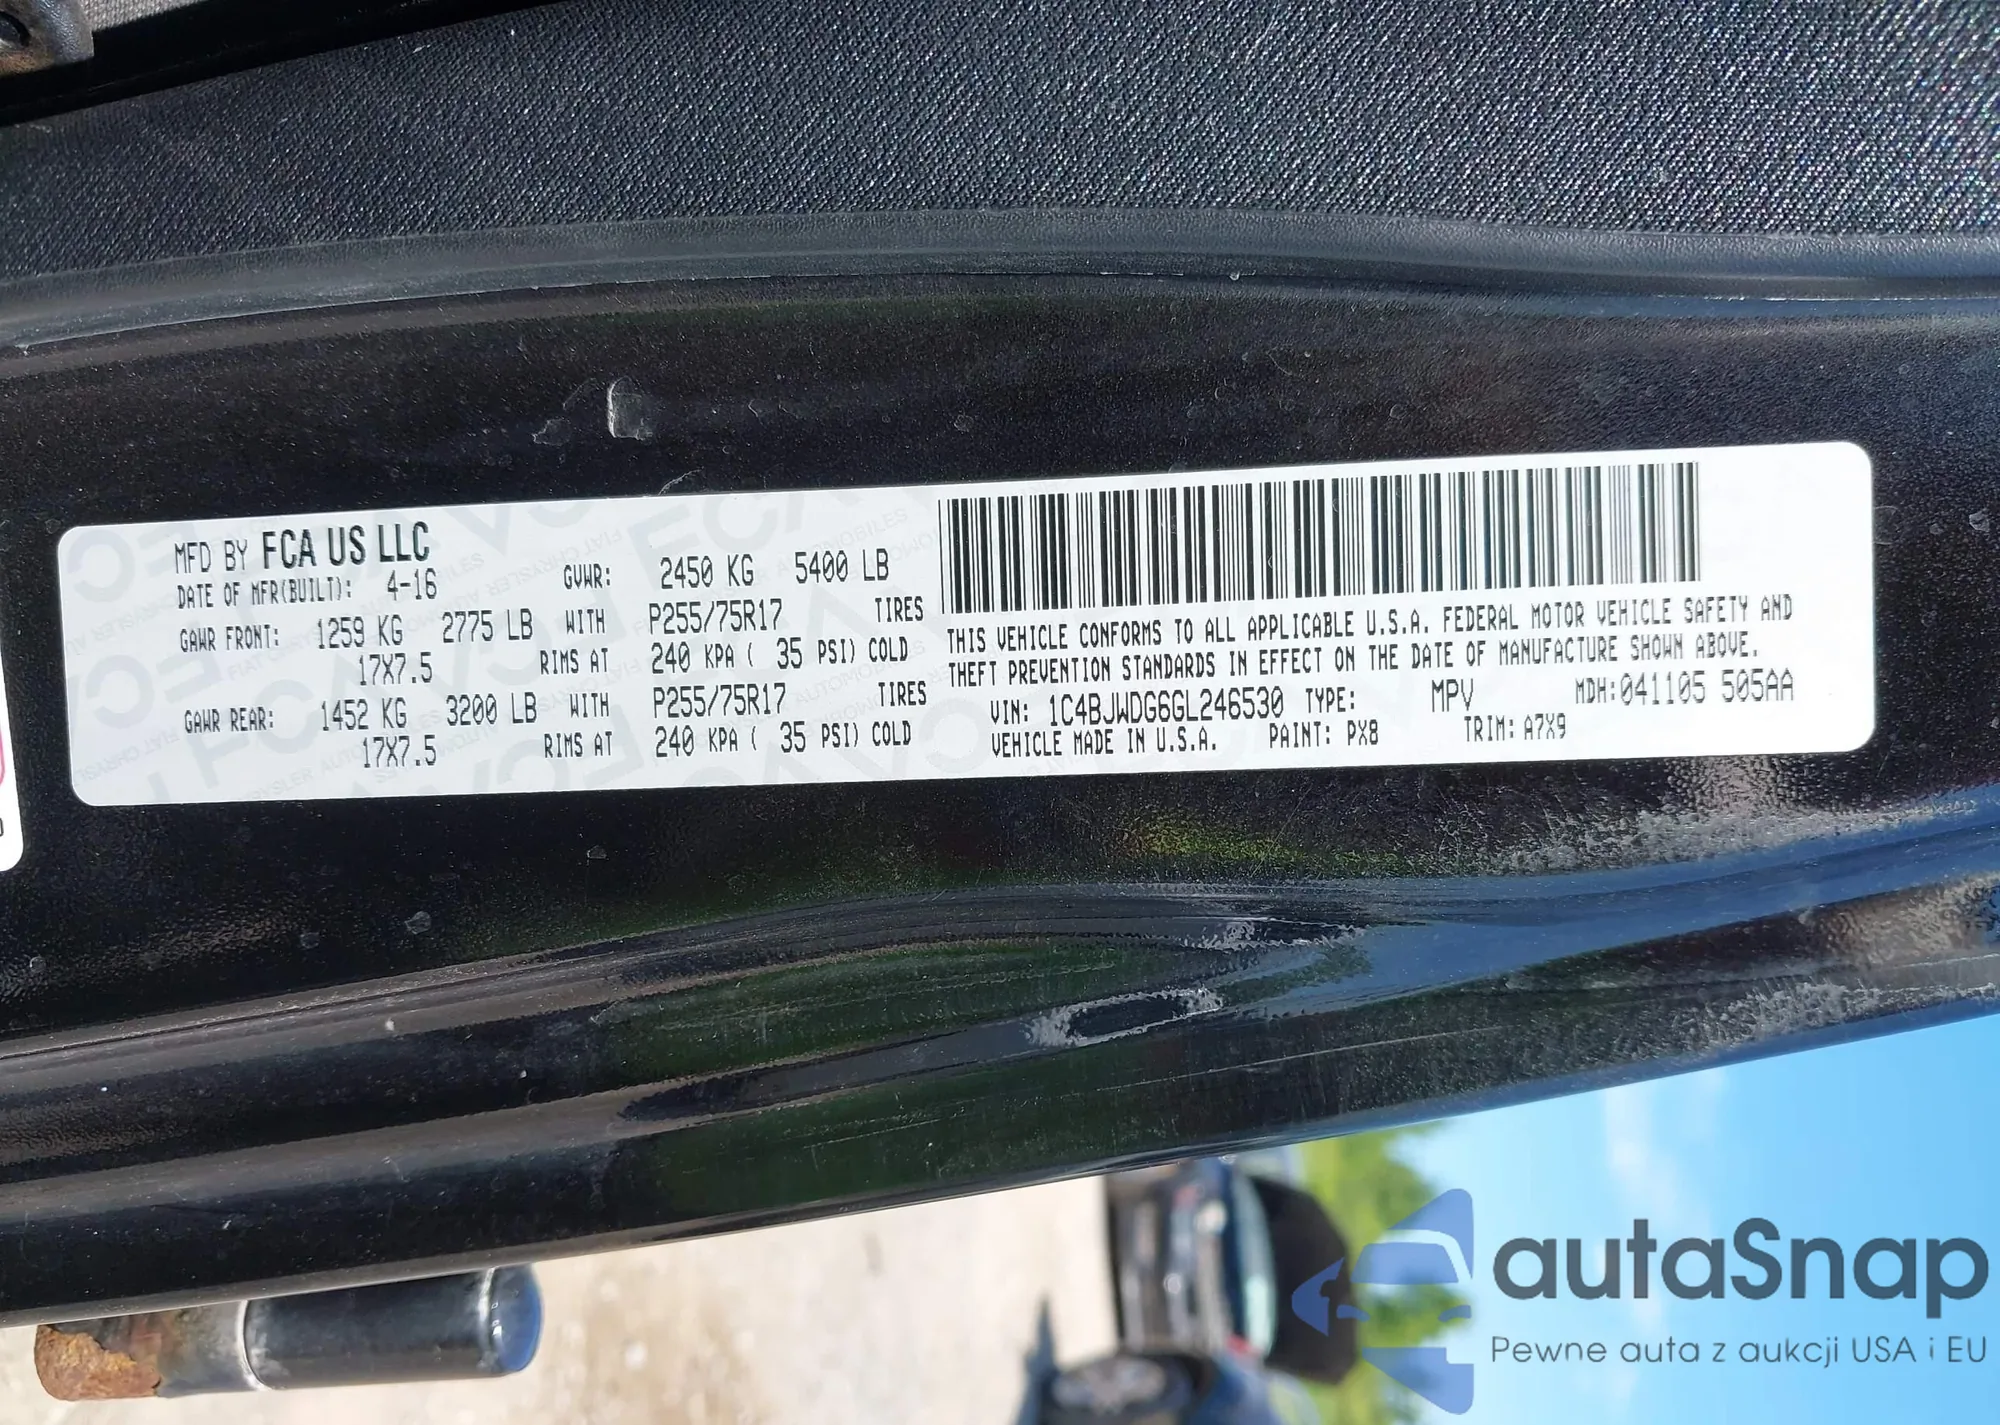 MFD BY FCA US LLC
DATE OF MFR(BUILT): 4-16 GVWR: 2450 KG 5400 LB
GAWR FRONT: 1259 KG 2775 LB WITH P255/75R17 TIRES
17X7.5 RIMS AT 240 KPA ( 35 PSI) COLD
GAWR REAR: 1452 KG 3200 LB WITH P255/75R17 TIRES
17X7.5 RIMS AT 240 KPA ( 35 PSI) COLD
THIS VEHICLE CONFORMS TO ALL APPLICABLE U.S.A. FEDERAL MOTOR VEHICLE SAFETY AND
THEFT PREVENTION STANDARDS IN EFFECT ON THE DATE OF MANUFACTURE SHOWN ABOVE.
VIN: 1C4BJWDG6GL246530 TYPE: MPV MDH:041105 505AA
VEHICLE MADE IN U.S.A. PAINT: PX8 TRIM: A7X9
autaSnap
Pewne auta z aukcji USA i EU